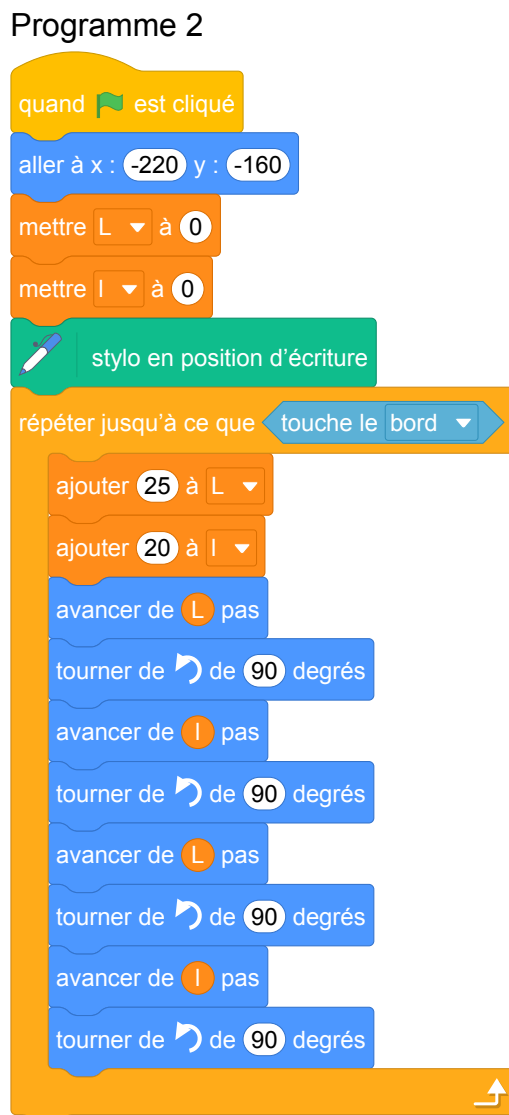 Programme 2
quand est cliqué
aller à x : -220 y : -160
mettre L à 0
mettre l à 0
stylo en position d'écriture
répéter jusqu'à ce que touche le bord
ajouter 25 à L
ajouter 20 à l
avancer de L pas
tourner de de 90 degrés
avancer de l pas
tourner de de 90 degrés
avancer de L pas
tourner de de 90 degrés
avancer de l pas
tourner de de 90 degrés